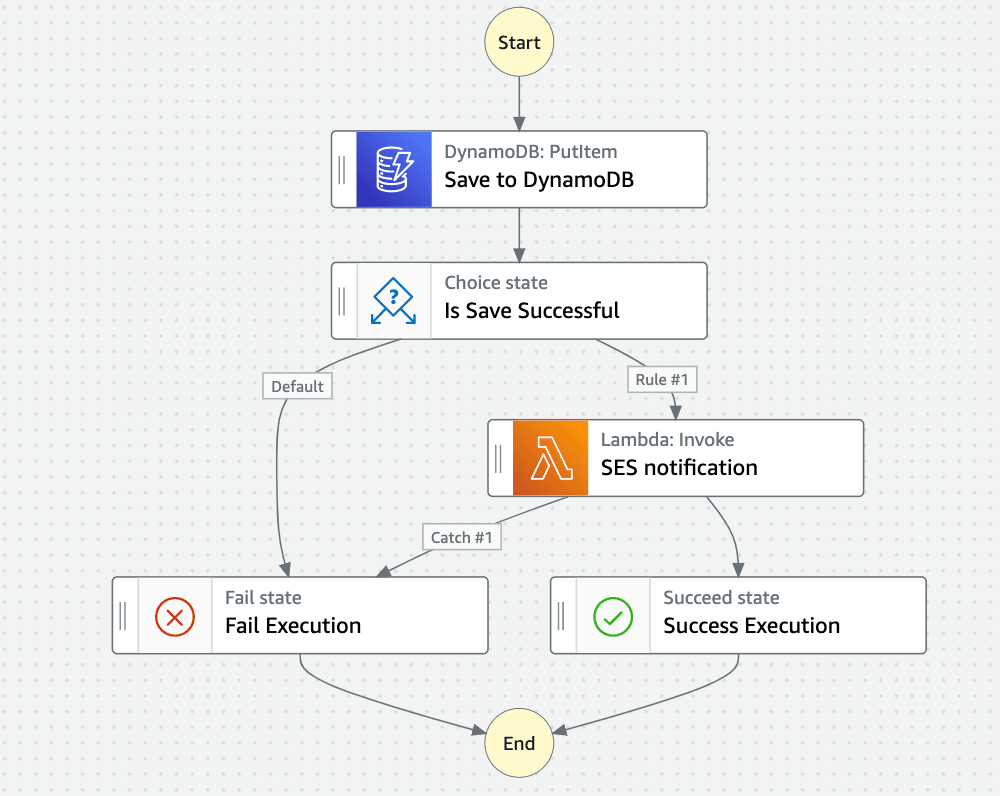 Start
DynamoDB: PutItem
Save to DynamoDB
Choice state
Is Save Successful
Default
Rule #1
Lambda: Invoke
SES notification
Catch #1
Fail state
Fail Execution
Succeed state
Success Execution
End